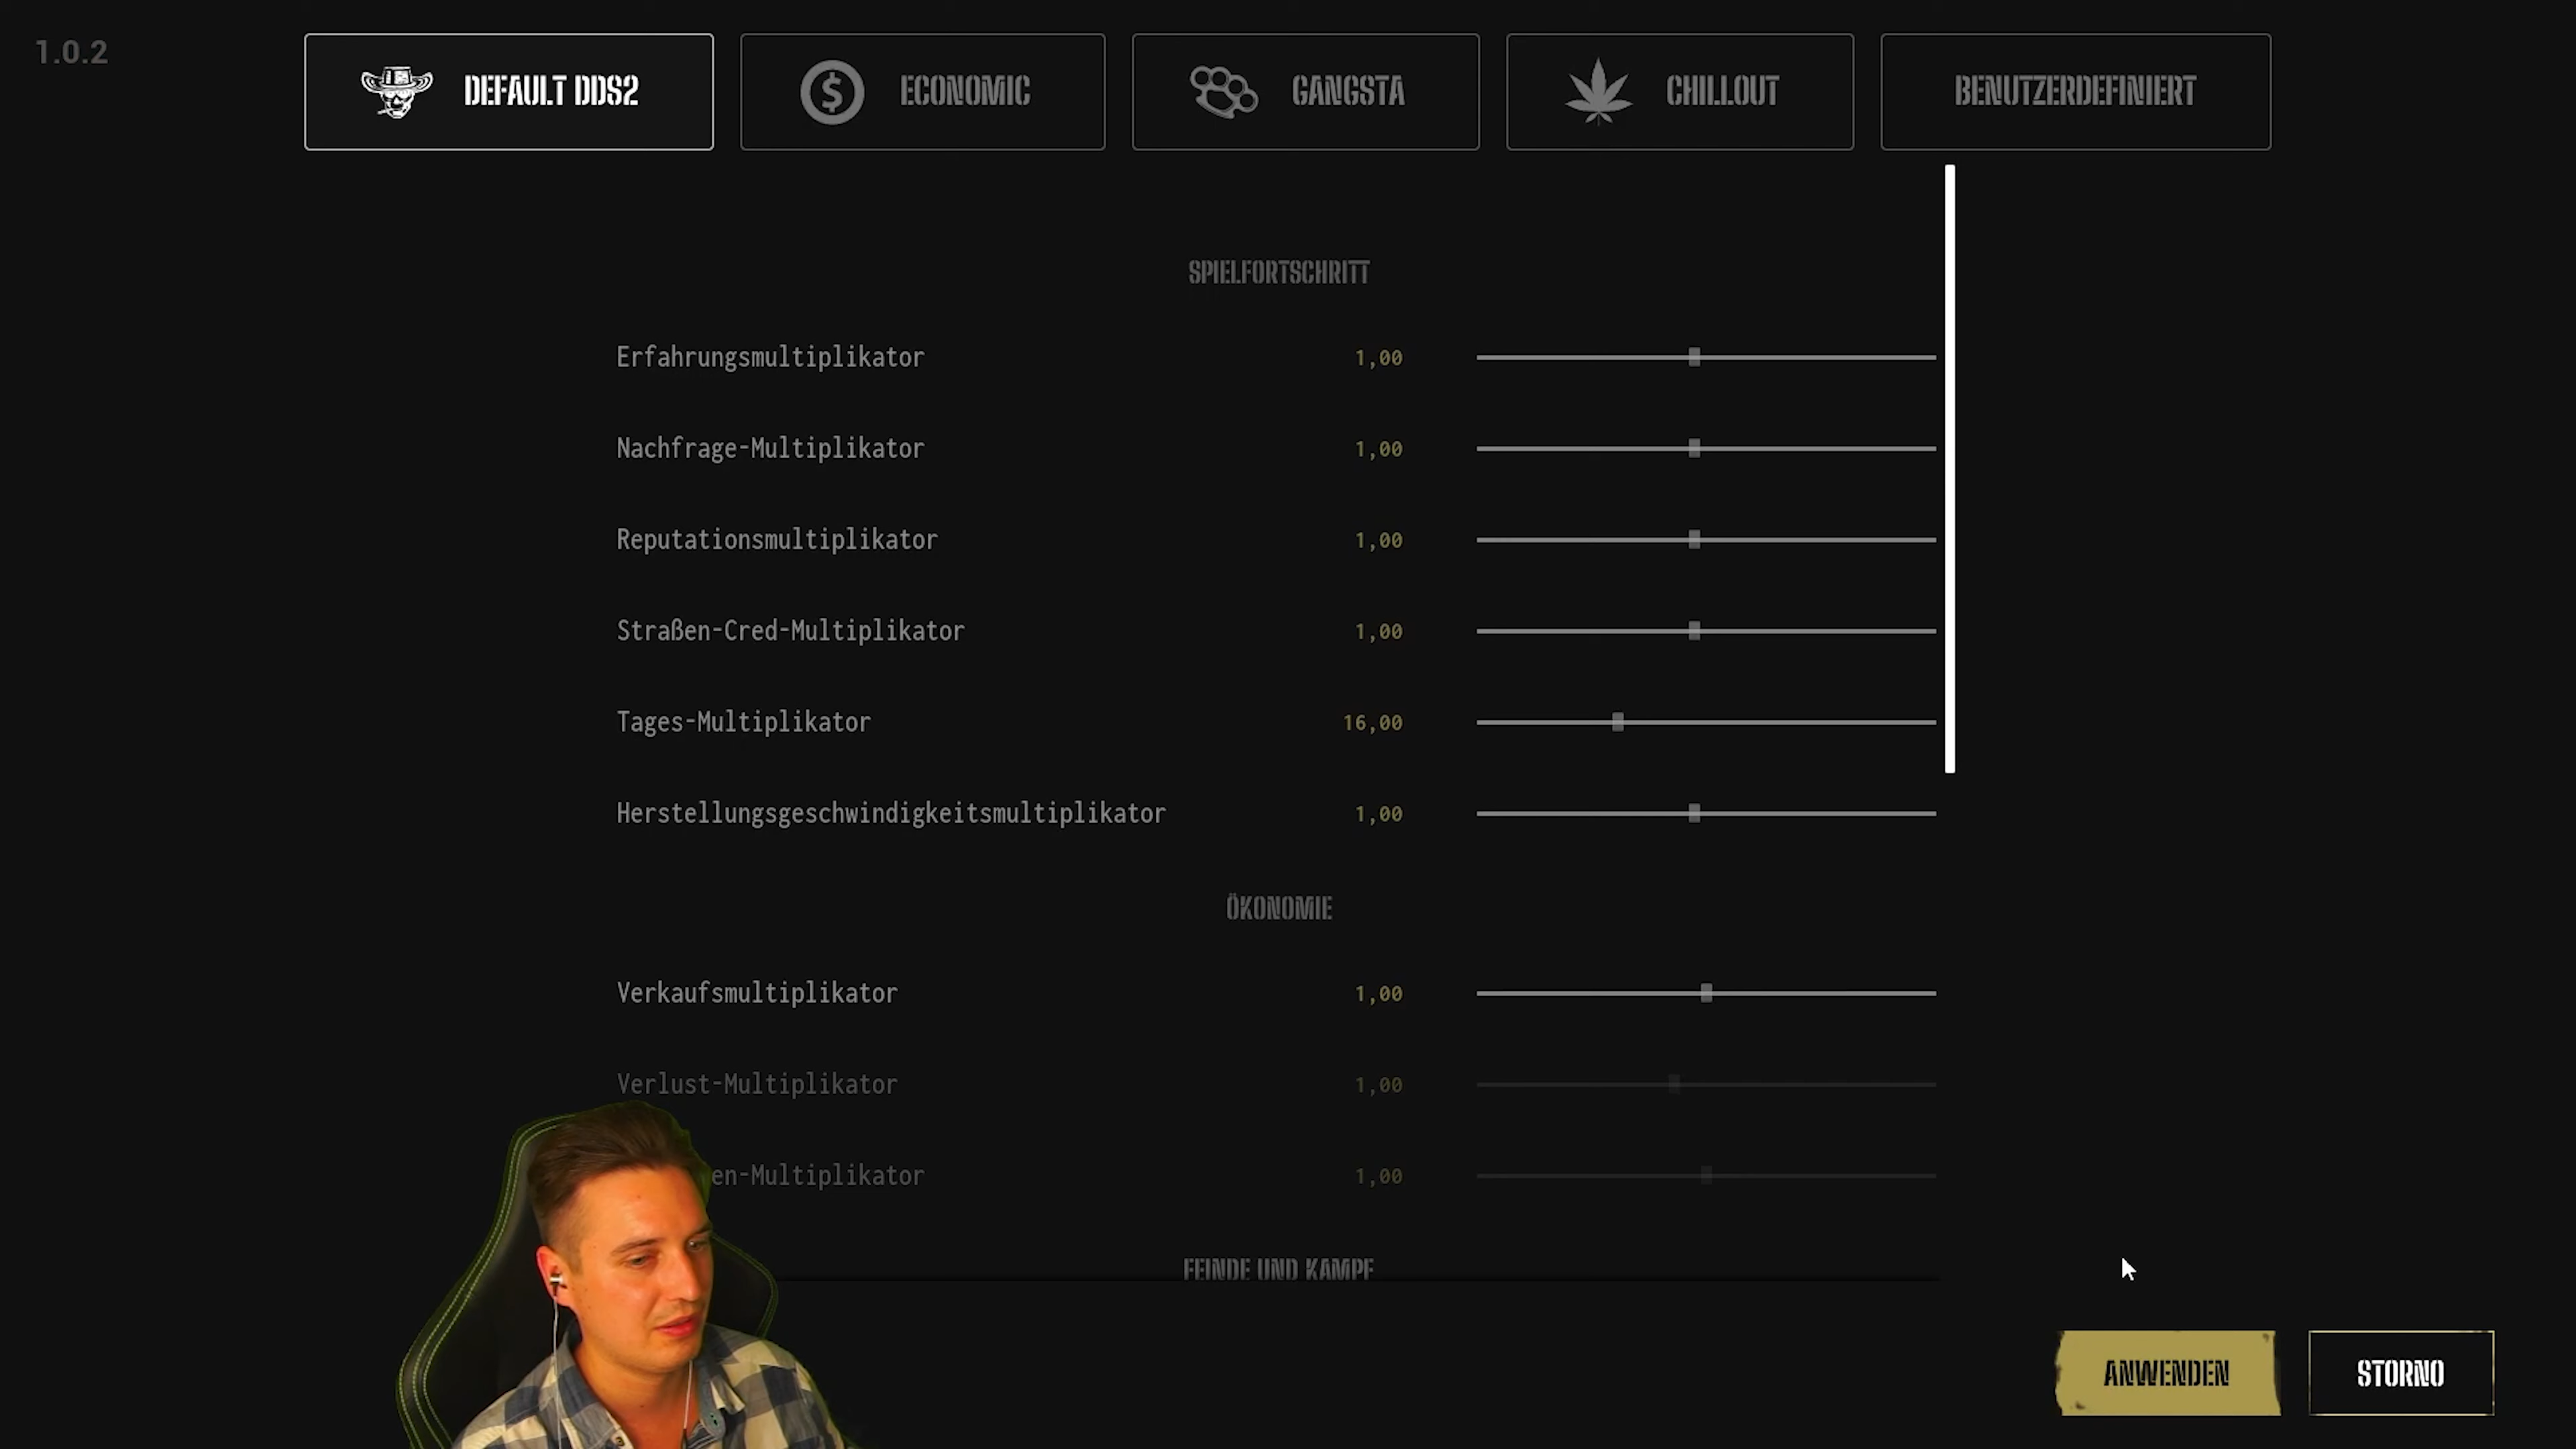 1.0.2
DEFAULT DDS2
ECONOMIC
GANGSTA
CHILLOUT
BENUTZERDEFINIERT
SPIELFORTSCHRITT
Erfahrungsmultiplikator 1,00
Nachfrage-Multiplikator 1,00
Reputationsmultiplikator 1,00
Straßen-Cred-Multiplikator 1,00
Tages-Multiplikator 16,00
Herstellungsgeschwindigkeitsmultiplikator 1,00
ÖKONOMIE
Verkaufsmultiplikator 1,00
Verlust-Multiplikator 1,00
en-Multiplikator 1,00
FEINDE UND KAMPF
ANWENDEN
STORNO